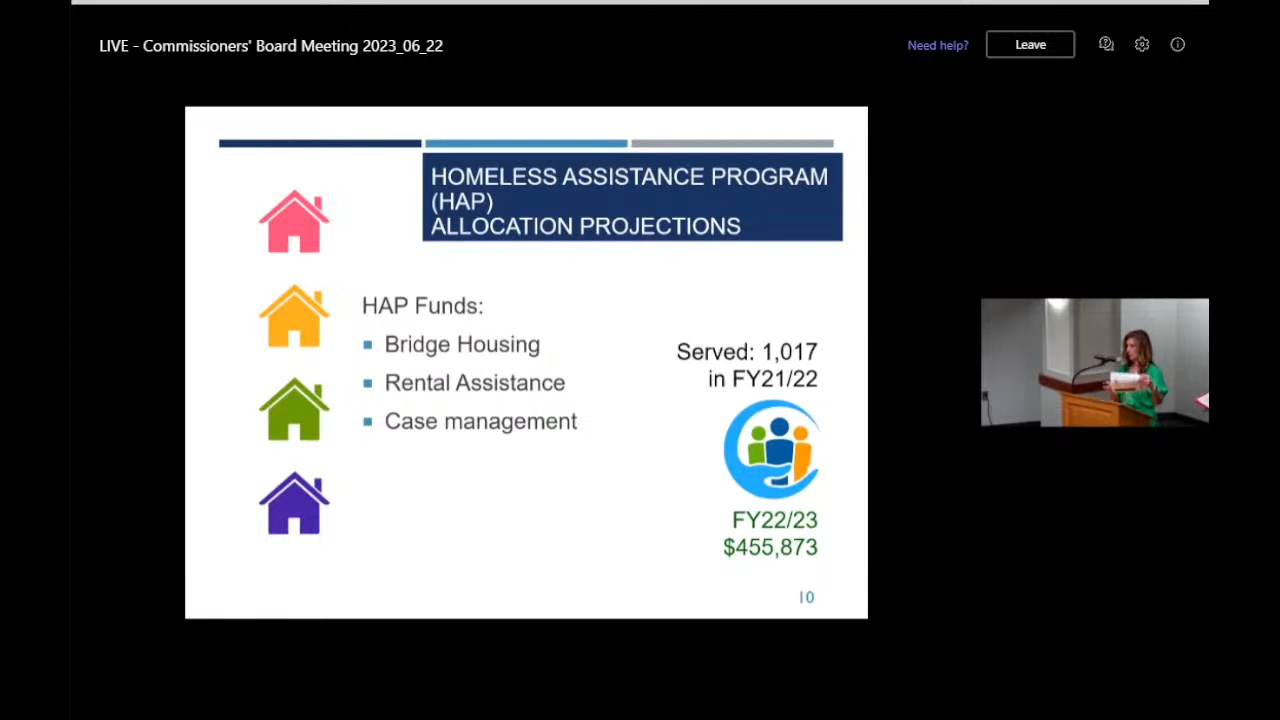 LIVE - Commissioners' Board Meeting 2023_06_22
Need help?
Leave
HOMELESS ASSISTANCE PROGRAM
(HAP)
ALLOCATION PROJECTIONS
HAP Funds:
Bridge Housing
Rental Assistance
Case management
Served: 1,017
in FY21/22
FY22/23
$455,873
10